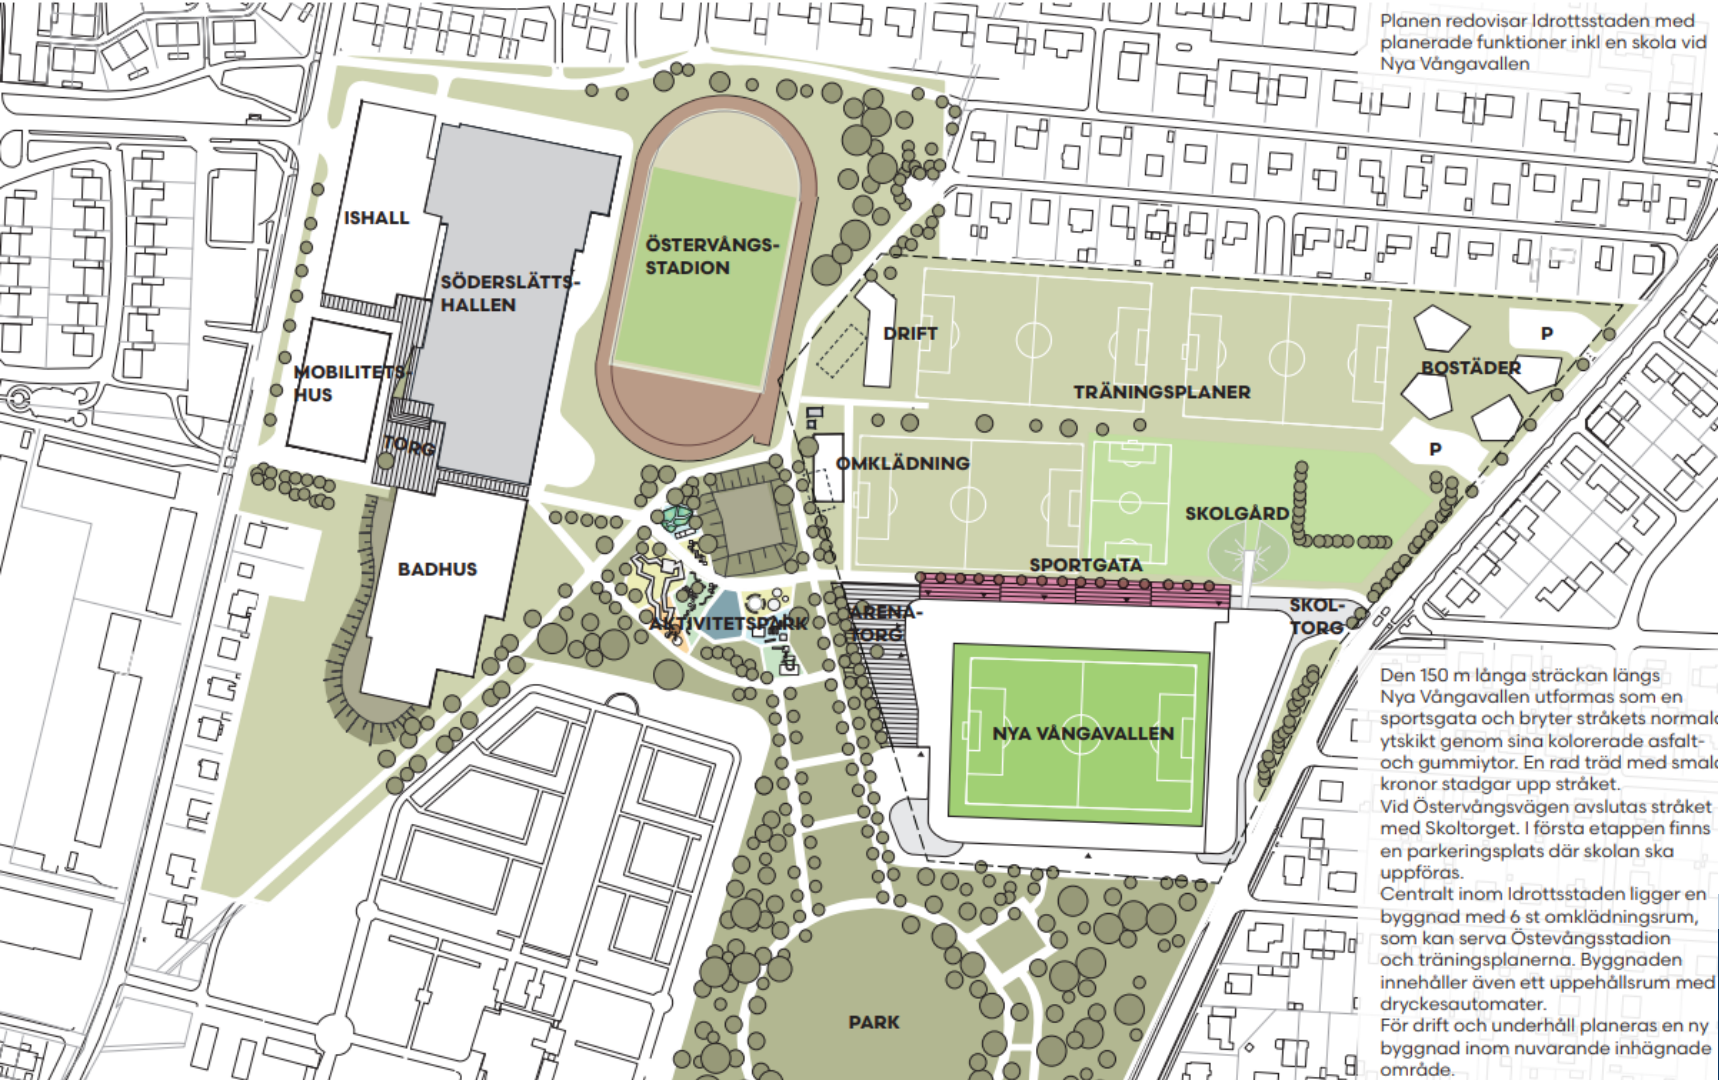 Planen redovisar Idrottsstaden med
planerade funktioner inkl en skola vid
Nya Vångavallen
ISHALL
SÖDERSLÄTTS-
HALLEN
ÖSTERVÅNGS-
STADION
MOBILITETS-
HUS
TORG
BADHUS
DRIFT
TRÄNINGSPLANER
BOSTÄDER
P
P
OMKLÄDNING
SKOLGÅRD
SPORTGATA
AKTIVITETSPARK
ARENA-
TORG
SKOL-
TORG
NYA VÅNGAVALLEN
PARK
Den 150 m långa sträckan längs
Nya Vångavallen utformas som en
sportsgata och bryter stråkets normala
ytskikt genom sina kolorerade asfalt-
och gummiytor. En rad träd med smala
kronor stadgar upp stråket.
Vid Östervångsvägen avslutas stråket
med Skoltorget. I första etappen finns
en parkeringsplats där skolan ska
uppföras.
Centralt inom Idrottsstaden ligger en
byggnad med 6 st omklädningsrum,
som kan serva Östevångsstadion
och träningsplanerna. Byggnaden
innehåller även ett uppehållsrum med
dryckesautomater.
För drift och underhåll planeras en ny
byggnad inom nuvarande inhägnade
område.